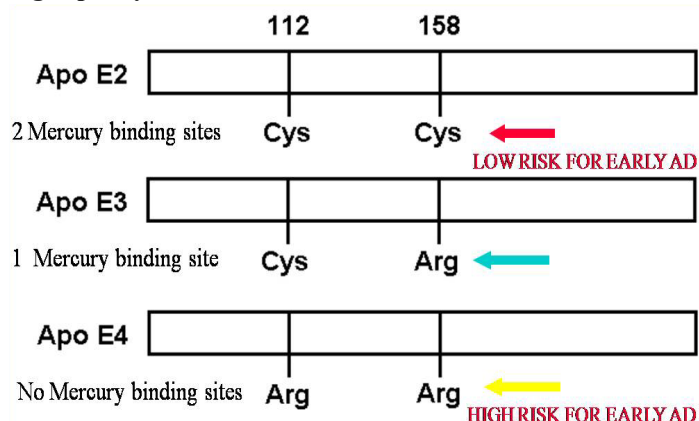 112 158
Apo E2
2 Mercury binding sites Cys Cys
LOW RISK FOR EARLY AD
Apo E3
1 Mercury binding site Cys Arg
Apo E4
No Mercury binding sites Arg Arg
HIGH RISK FOR EARLY AD